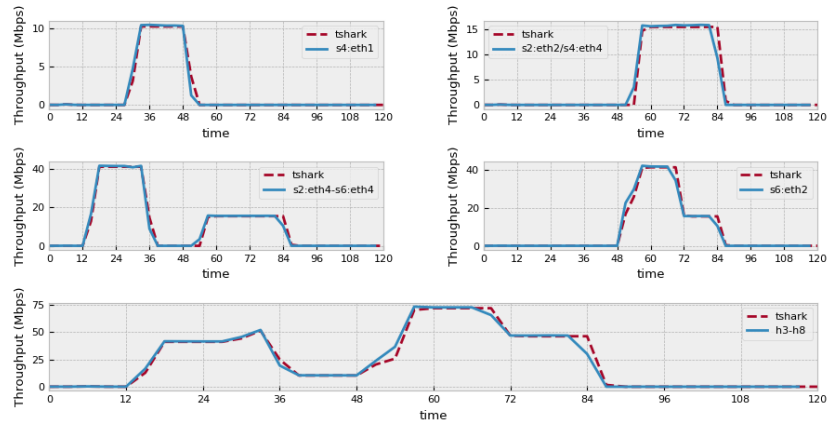 Throughput (Mbps)
10
5
0
0 12 24 36 48 60 72 84 96 108 120
time
tshark
s4:eth1
Throughput (Mbps)
15
10
5
0
0 12 24 36 48 60 72 84 96 108 120
time
tshark
s2:eth2/s4:eth4
Throughput (Mbps)
40
20
0
0 12 24 36 48 60 72 84 96 108 120
time
tshark
s2:eth4-s6:eth4
Throughput (Mbps)
40
20
0
0 12 24 36 48 60 72 84 96 108 120
time
tshark
s6:eth2
Throughput (Mbps)
75
50
25
0
0 12 24 36 48 60 72 84 96 108 120
time
tshark
h3-h8